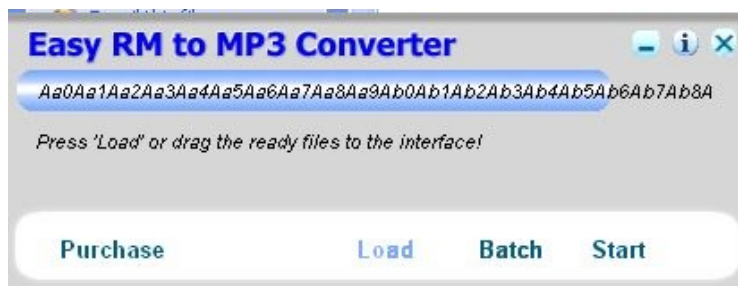 Easy RM to MP3 Converter
Aa0Aa1Aa2Aa3Aa4Aa5Aa6Aa7Aa8Aa9Ab0Ab1Ab2Ab3Ab4Ab5Ab6Ab7Ab8A
Press 'Load' or drag the ready files to the interface!
Purchase Load Batch Start